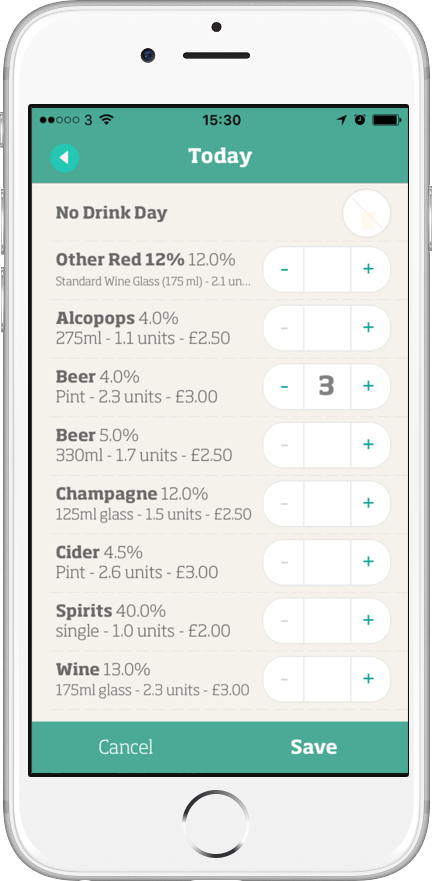 3 15:30
Today
No Drink Day
Other Red 12% 12.0%
Standard Wine Glass (175 ml) - 2.1 un...
- +
Alcopops 4.0%
275ml - 1.1 units - £2.50
- +
Beer 4.0%
Pint - 2.3 units - £3.00
- 3 +
Beer 5.0%
330ml - 1.7 units - £2.50
- +
Champagne 12.0%
125ml glass - 1.5 units - £2.50
- +
Cider 4.5%
Pint - 2.6 units - £3.00
- +
Spirits 40.0%
single - 1.0 units - £2.00
- +
Wine 13.0%
175ml glass - 2.3 units - £3.00
- +
Cancel Save